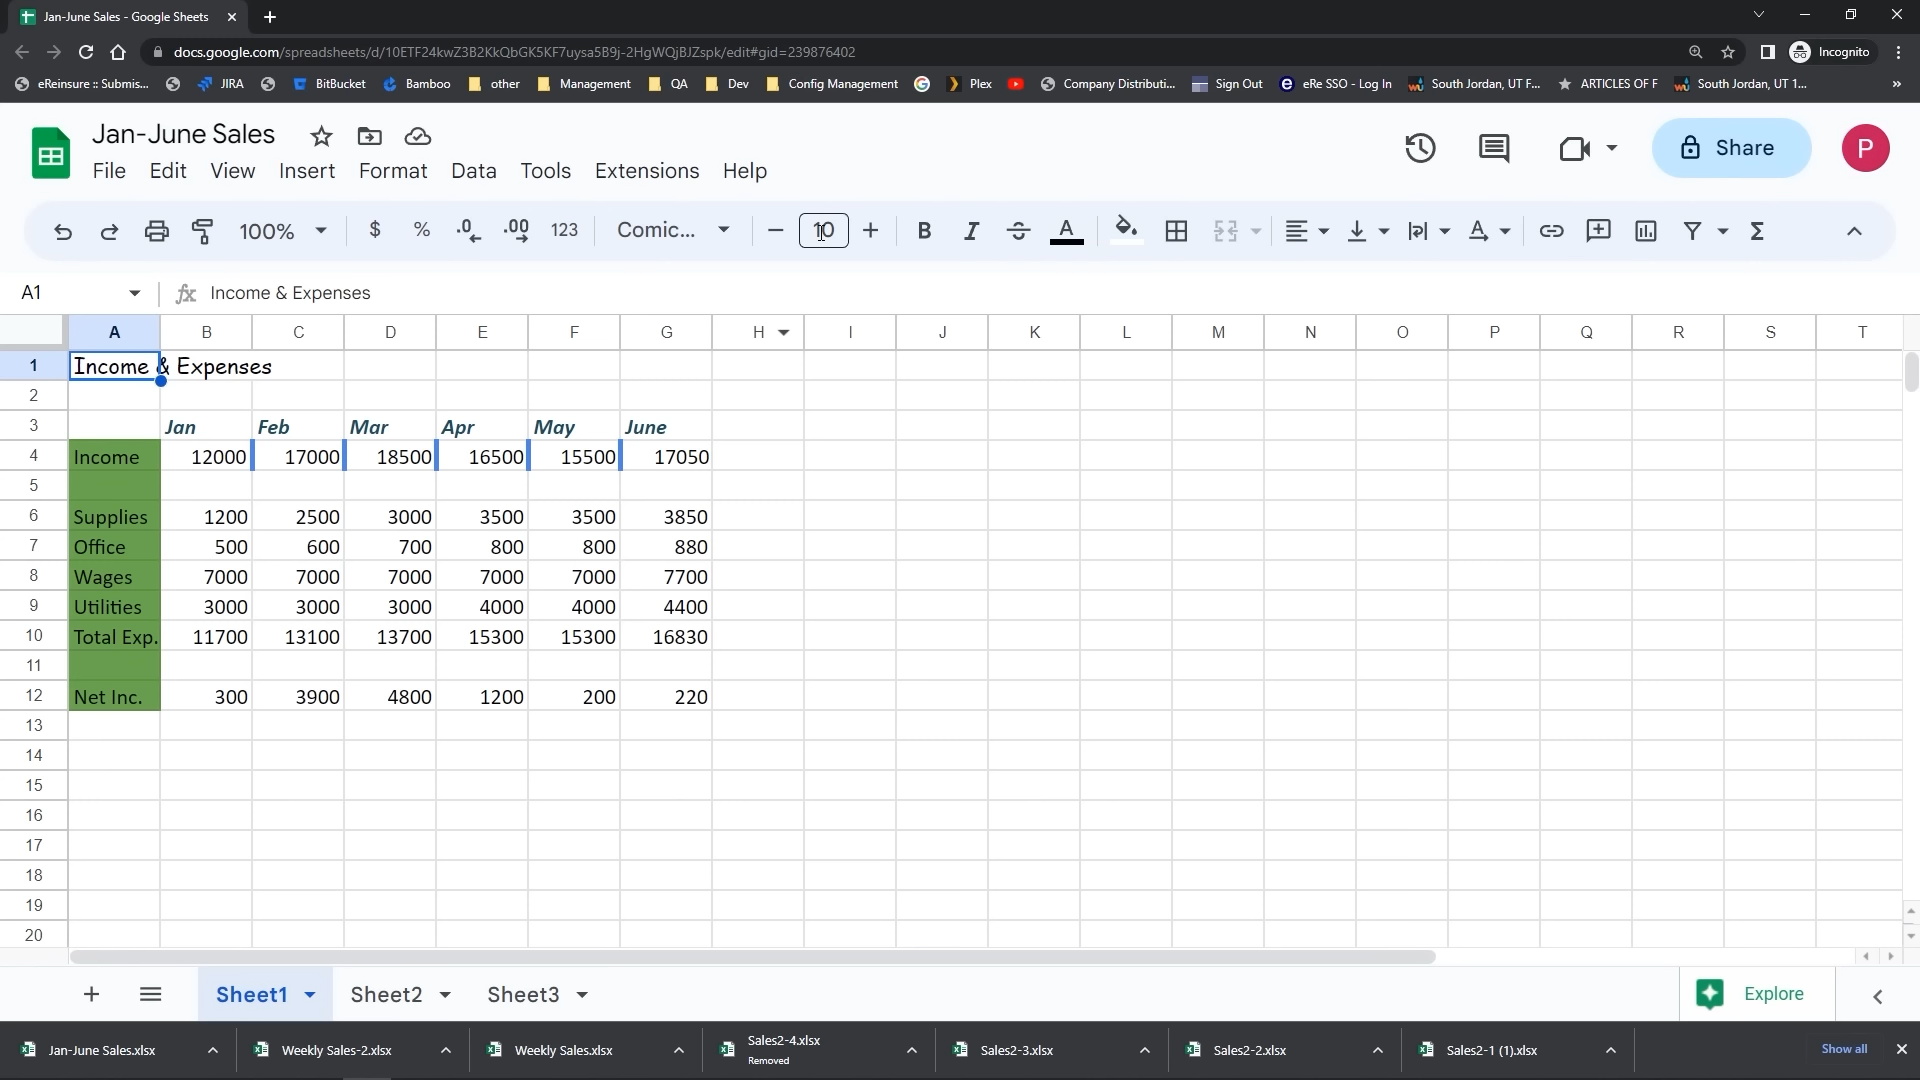 Jan-June Sales - Google Sheets
docs.google.com/spreadsheets/d/10ETF24kwZ3B2KkQbGK5KF7uysa5B9j-2HgWQjBJZspk/edit#gid=239876402
Incognito
eReinsure :: Submis... JIRA BitBucket Bamboo other Management QA Dev Config Management Plex Company Distributi... Sign Out eRe SSO - Log In South Jordan, UT F... ARTICLES OF F South Jordan, UT 1... »
Jan-June Sales
Share
P
File Edit View Insert Format Data Tools Extensions Help
100% $ % .0 .00 123 Comic... 10 B I S A
A1 fx Income & Expenses
A B C D E F G H I J K L M N O P Q R S T
1 Income & Expenses
2
3 Jan Feb Mar Apr May June
4 Income 12000 17000 18500 16500 15500 17050
5
6 Supplies 1200 2500 3000 3500 3500 3850
7 Office 500 600 700 800 800 880
8 Wages 7000 7000 7000 7000 7000 7700
9 Utilities 3000 3000 3000 4000 4000 4400
10 Total Exp. 11700 13100 13700 15300 15300 16830
11
12 Net Inc. 300 3900 4800 1200 200 220
13
14
15
16
17
18
19
20
Sheet1 Sheet2 Sheet3 Explore
Jan-June Sales.xlsx Weekly Sales-2.xlsx Weekly Sales.xlsx Sales2-4.xlsx Removed Sales2-3.xlsx Sales2-2.xlsx Sales2-1 (1).xlsx Show all